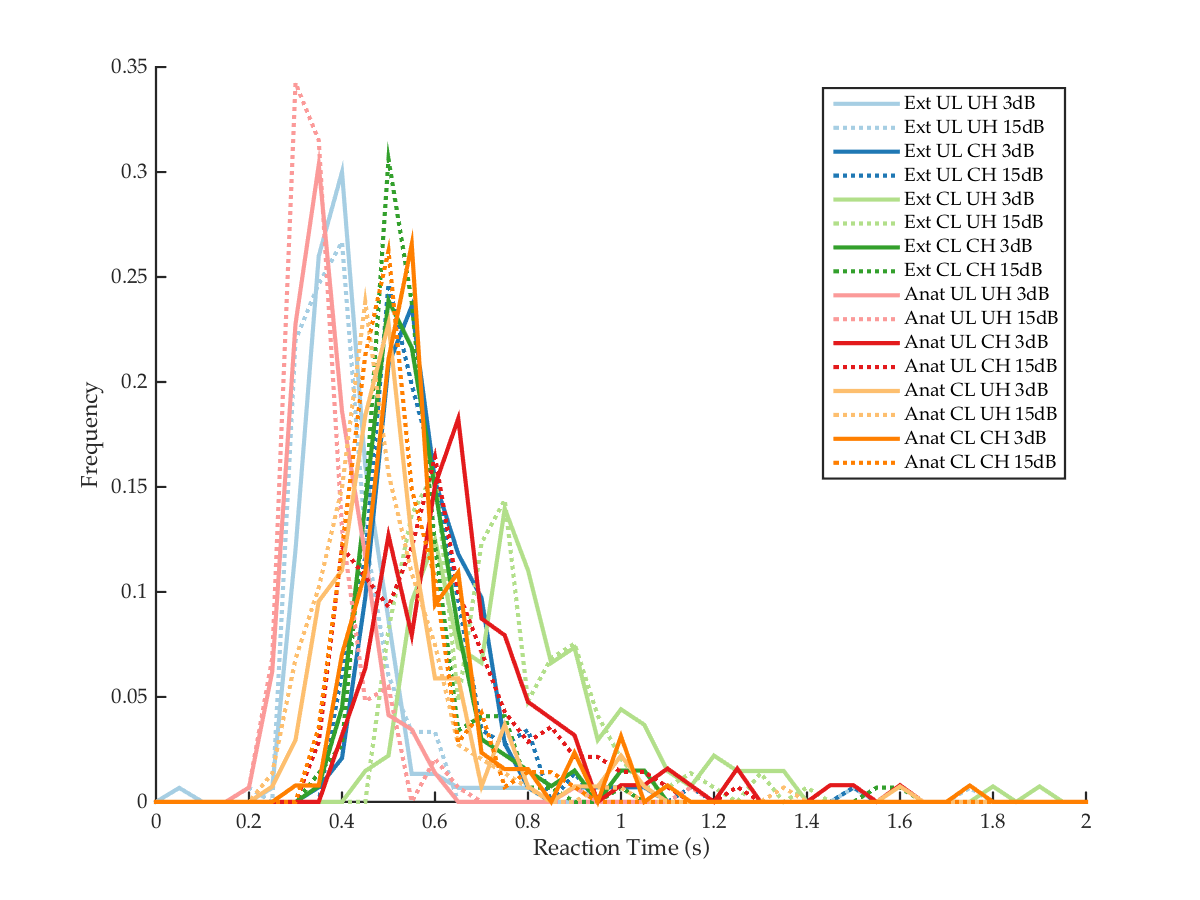 0.35
0.3
0.25
0.2
0.15
0.1
0.05
0
Frequency
0 0.2 0.4 0.6 0.8 1 1.2 1.4 1.6 1.8 2
Reaction Time (s)
Ext UL UH 3dB
Ext UL UH 15dB
Ext UL CH 3dB
Ext UL CH 15dB
Ext CL UH 3dB
Ext CL UH 15dB
Ext CL CH 3dB
Ext CL CH 15dB
Anat UL UH 3dB
Anat UL UH 15dB
Anat UL CH 3dB
Anat UL CH 15dB
Anat CL UH 3dB
Anat CL UH 15dB
Anat CL CH 3dB
Anat CL CH 15dB